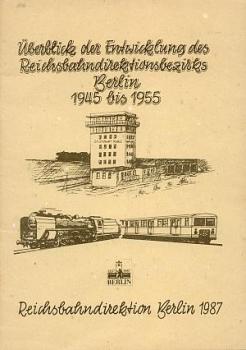 Überblick der Entwicklung des
Reichsbahndirektionsbezirks
Berlin
1945 bis 1955
BERLIN
Reichsbahndirektion Berlin 1987